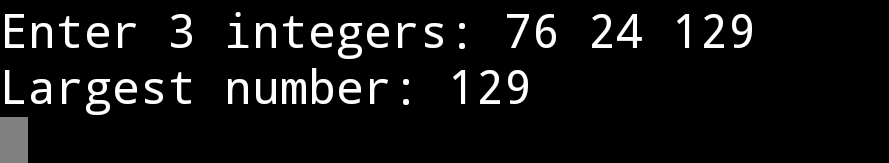 Enter 3 integers: 76 24 129
Largest number: 129